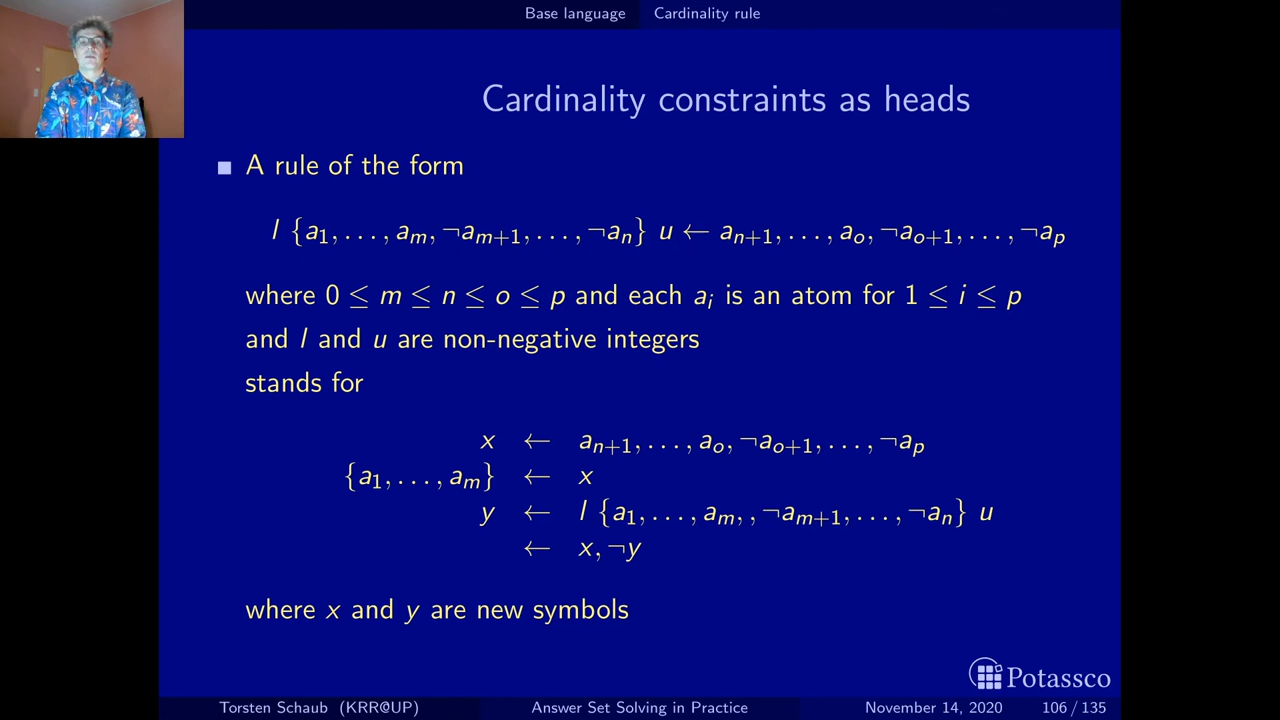 Base language Cardinality rule
Cardinality constraints as heads
A rule of the form
l {a₁, . . . , aₘ, ¬aₘ₊₁, . . . , ¬aₙ} u ← aₙ₊₁, . . . , aₒ, ¬aₒ₊₁, . . . , ¬aₚ
where 0 ≤ m ≤ n ≤ o ≤ p and each aᵢ is an atom for 1 ≤ i ≤ p
and l and u are non-negative integers
stands for
x ← aₙ₊₁, . . . , aₒ, ¬aₒ₊₁, . . . , ¬aₚ
{a₁, . . . , aₘ} ← x
y ← l {a₁, . . . , aₘ, , ¬aₘ₊₁, . . . , ¬aₙ} u
← x, ¬y
where x and y are new symbols
Potassco
Torsten Schaub (KRR@UP) Answer Set Solving in Practice November 14, 2020 106 / 135